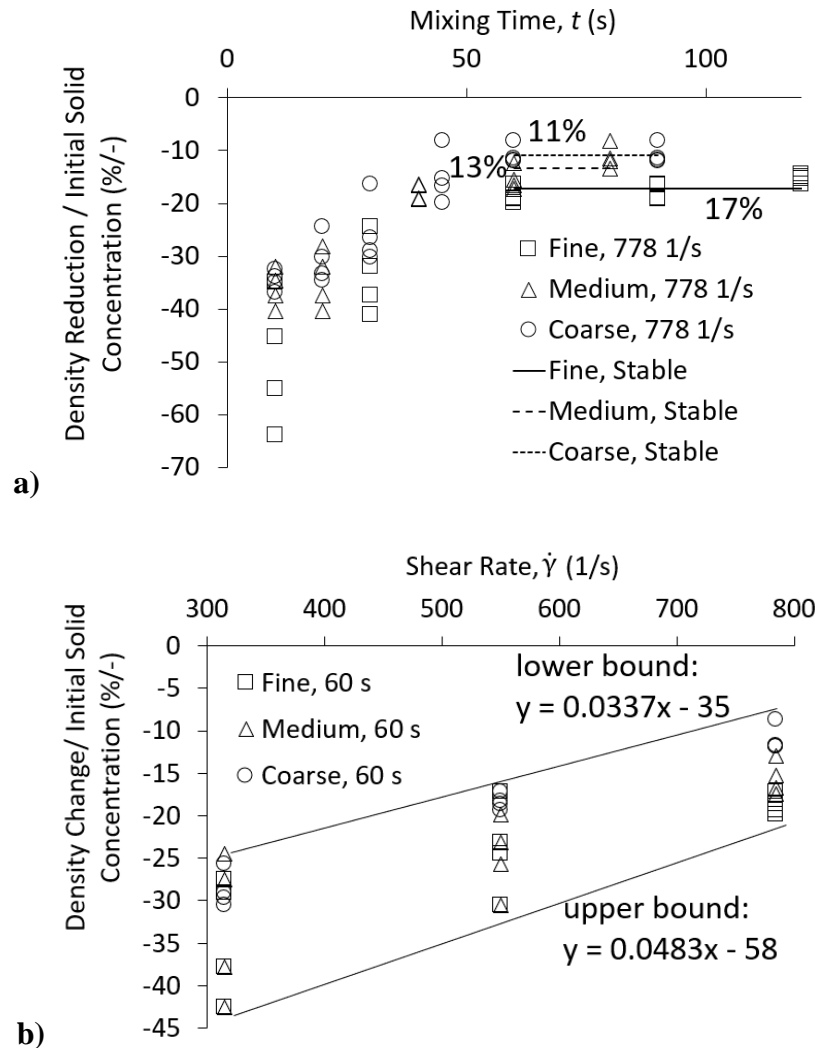 Mixing Time, t (s)
0 50 100
0
-10
-20
-30
-40
-50
-60
-70
Density Reduction / Initial Solid
Concentration (%/-)
11%
13%
17%
Fine, 778 1/s
Medium, 778 1/s
Coarse, 778 1/s
Fine, Stable
Medium, Stable
Coarse, Stable
a)
Shear Rate, γ̇ (1/s)
300 400 500 600 700 800
0
-5
-10
-15
-20
-25
-30
-35
-40
-45
Density Change/ Initial Solid
Concentration (%/-)
Fine, 60 s
Medium, 60 s
Coarse, 60 s
lower bound:
y = 0.0337x - 35
upper bound:
y = 0.0483x - 58
b)